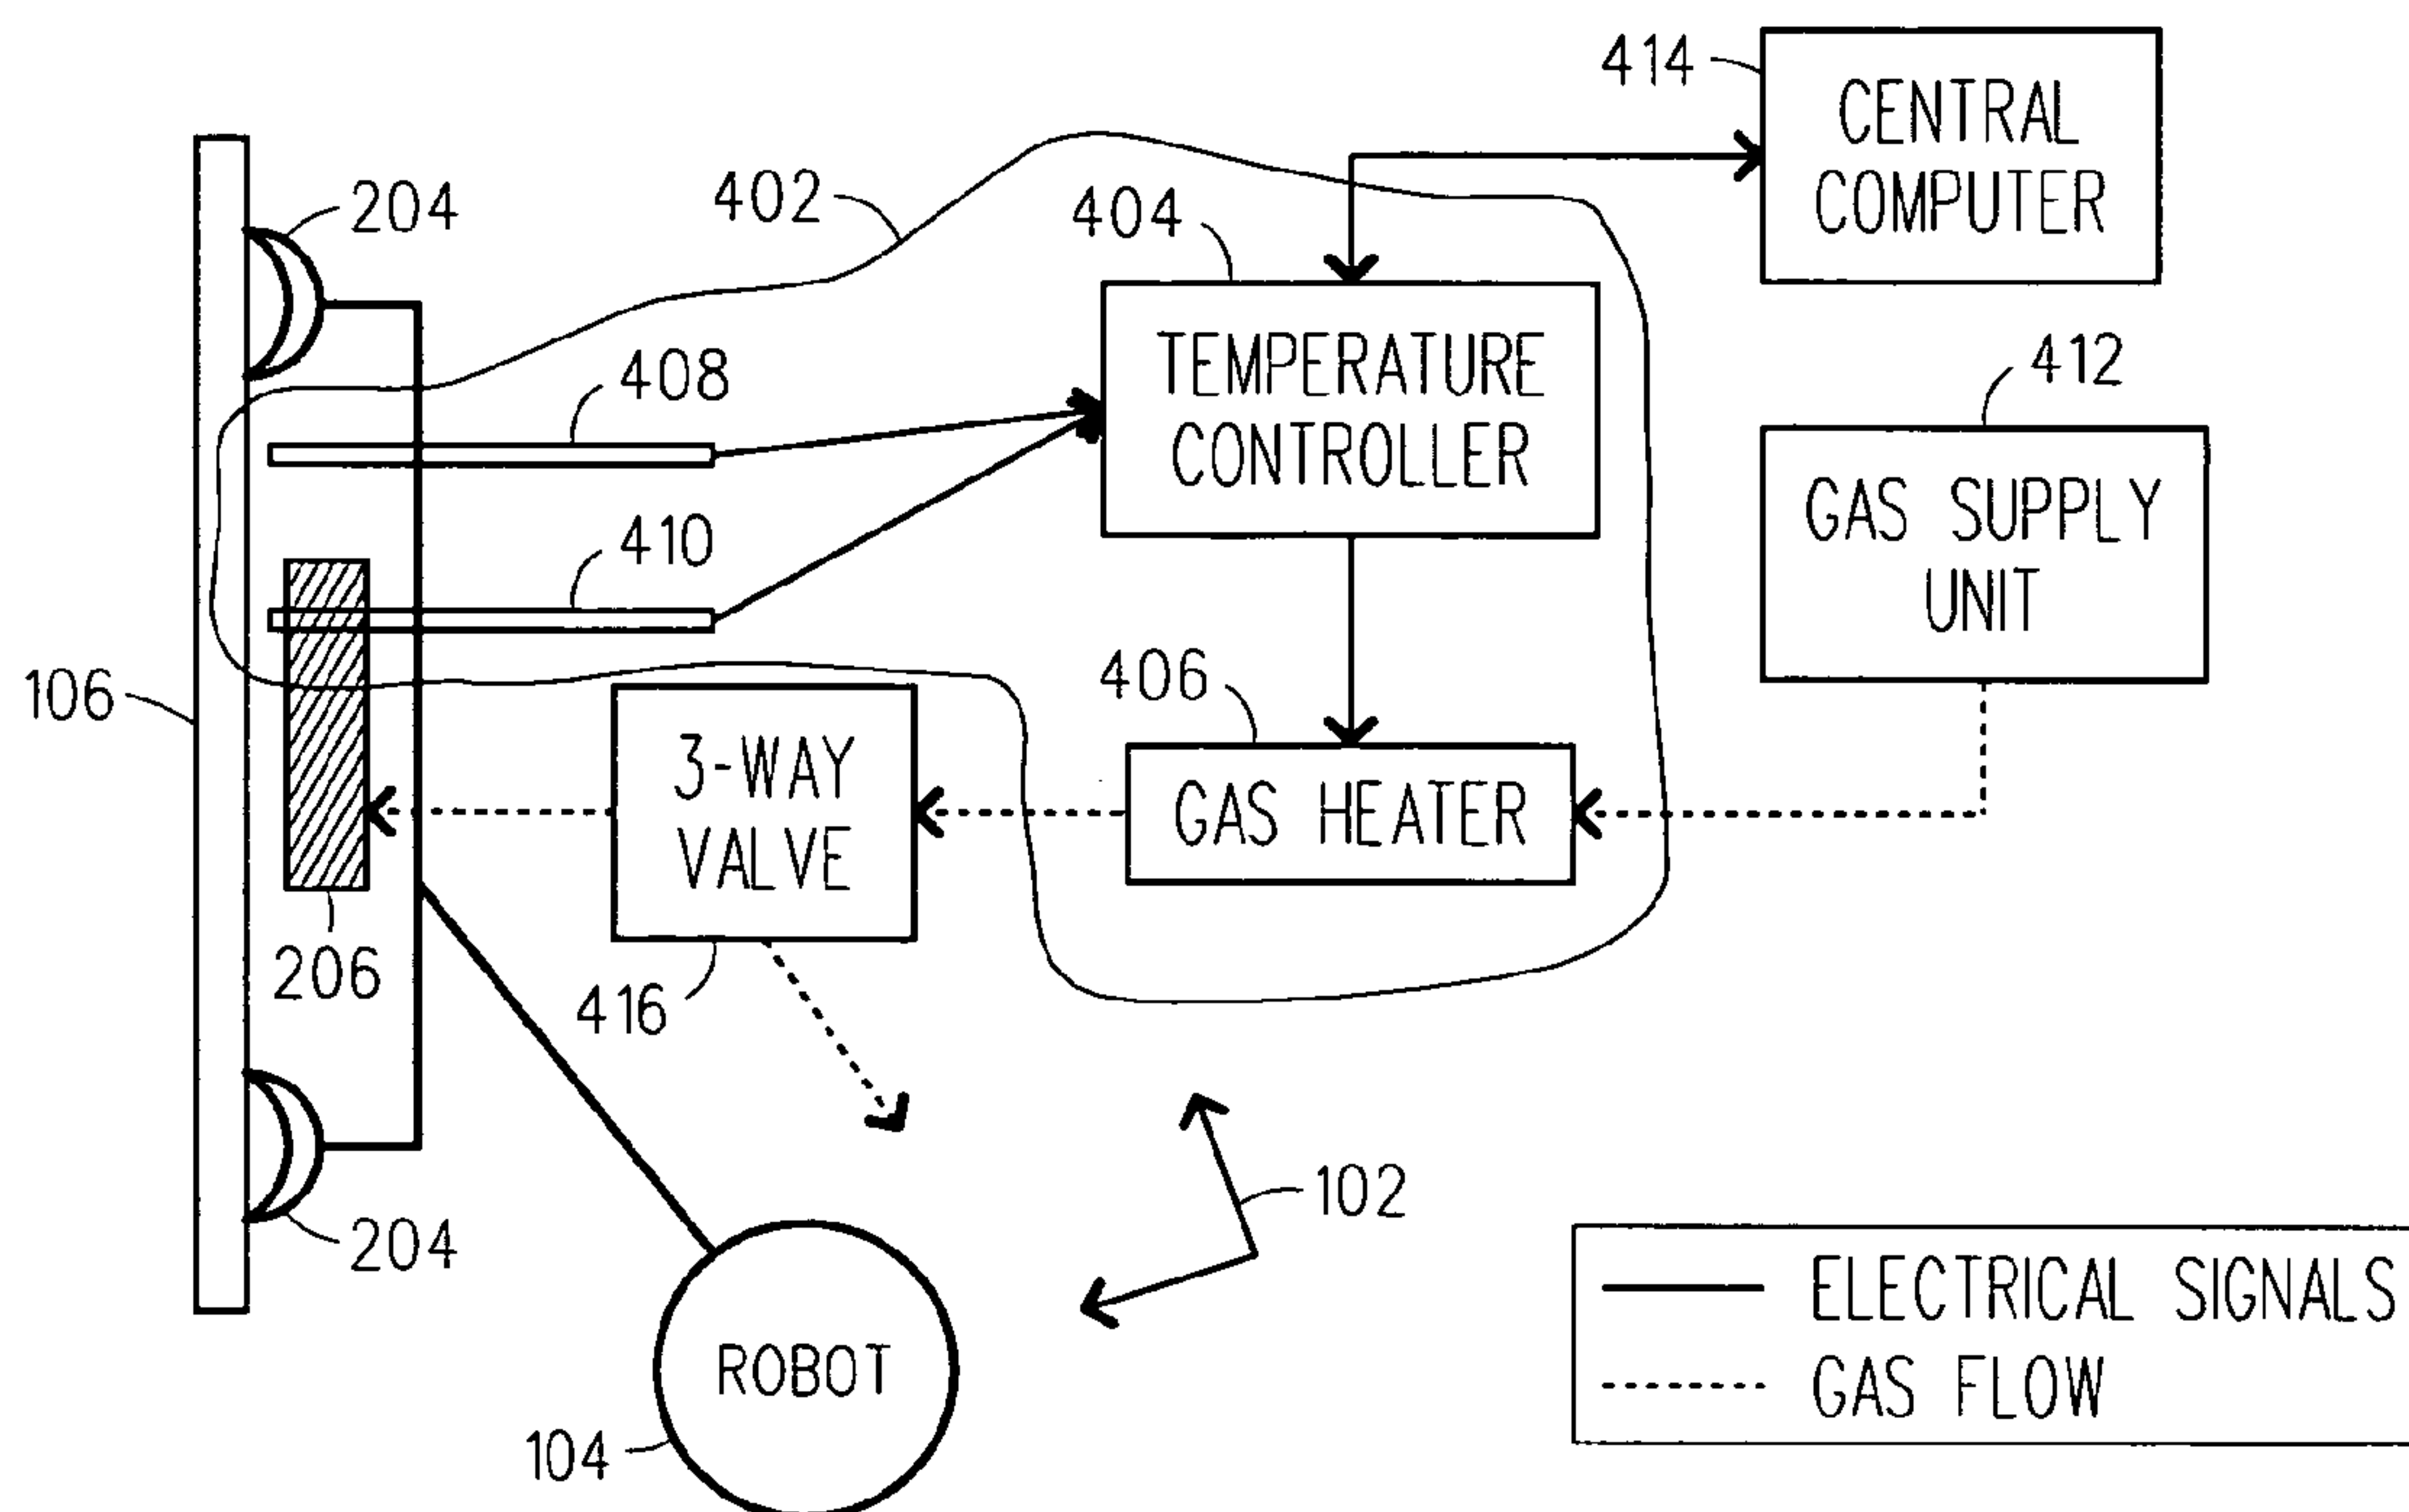 414
CENTRAL
COMPUTER
204
402
404
408
TEMPERATURE
CONTROLLER
412
GAS SUPPLY
UNIT
410
106
406
3-WAY
VALVE
GAS HEATER
206
416
102
204
ROBOT
104
ELECTRICAL SIGNALS
GAS FLOW